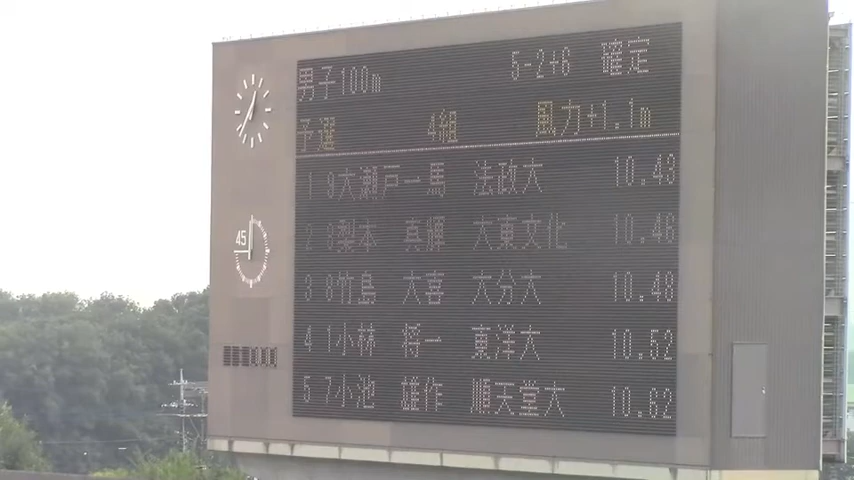 男子100m 5-2+6 確定
予選 4組 風力+1.1m
1 9大瀬戸一馬 法政大 10.43
2 3梨本 真輝 大東文化 10.46
3 8竹島 大喜 大分大 10.48
4 1小林 将一 東洋大 10.52
5 7小池 雄作 順天堂大 10.62
45